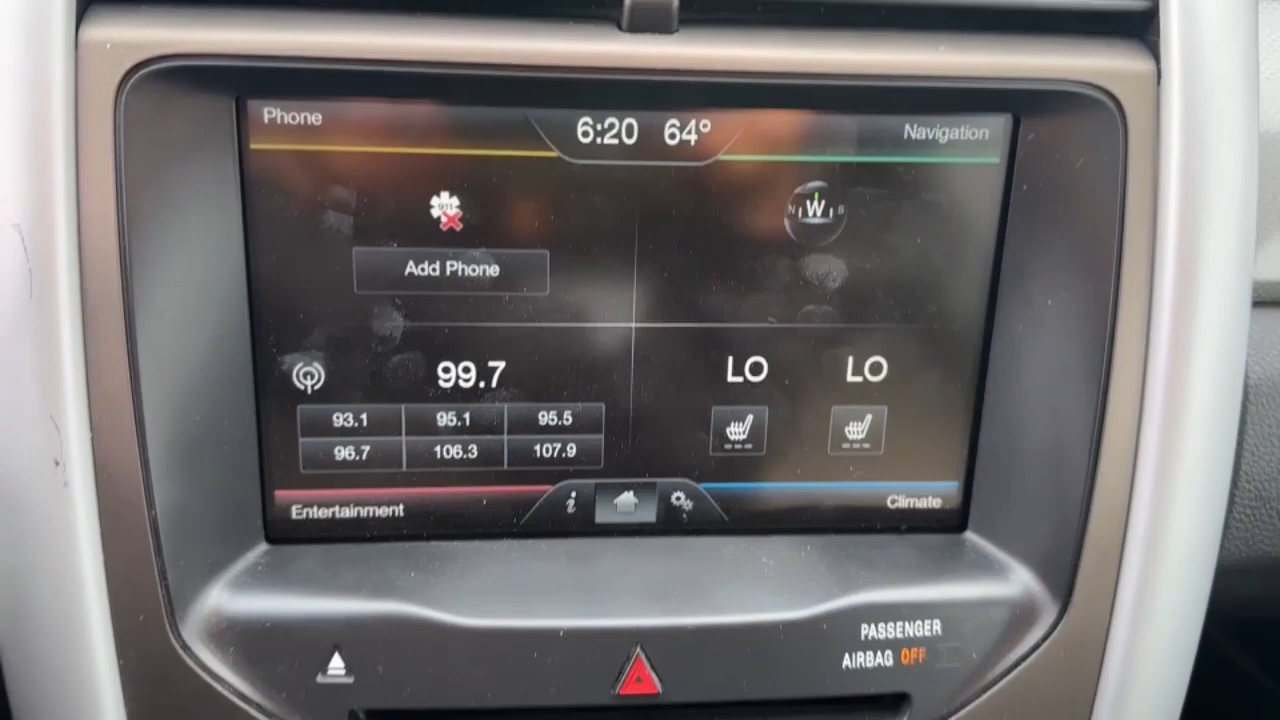 Phone
6:20 64°
Navigation
911
N W
Add Phone
99.7
LO LO
93.1 95.1 95.5
96.7 106.3 107.9
i
Entertainment
Climate
PASSENGER
AIRBAG OFF